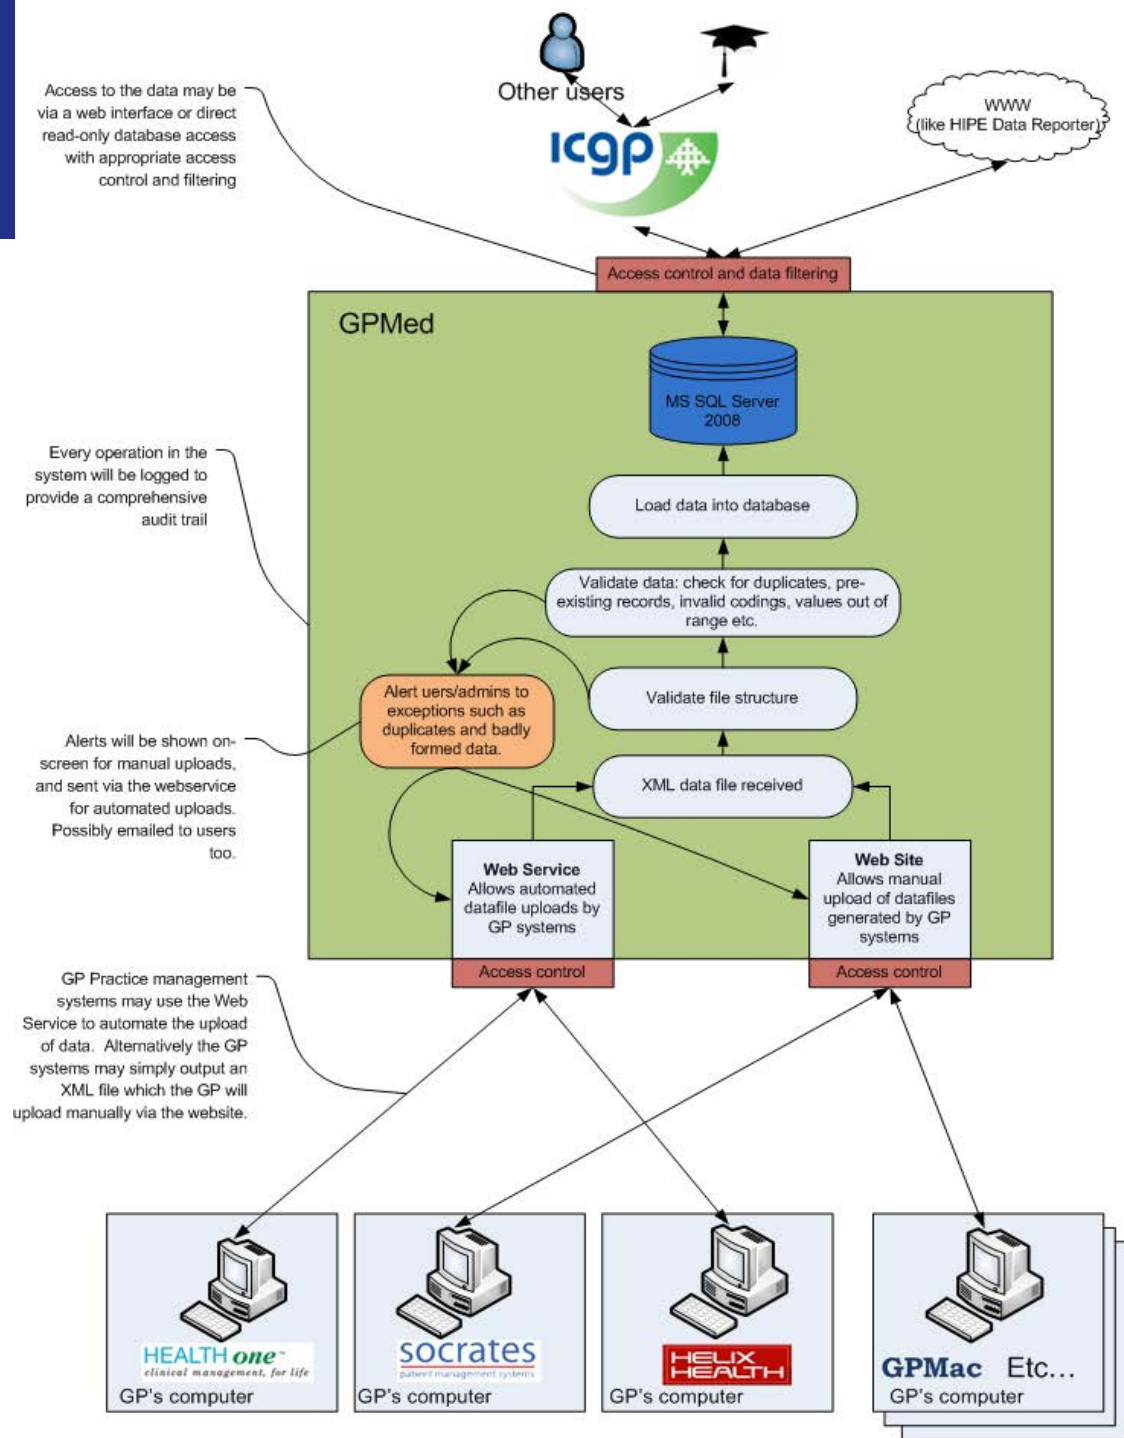 Other users
Access to the data may be
via a web interface or direct
read-only database access
with appropriate access
control and filtering
WWW
(like HIPE Data Reporter)
Icgp
Access control and data filtering
GPMed
MS SQL Server
2008
Every operation in the
system will be logged to
provide a comprehensive
audit trail
Load data into database
Validate data: check for duplicates, pre-
existing records, invalid codings, values out of
range etc.
Validate file structure
Alert uers/admins to
exceptions such as
duplicates and badly
formed data.
Alerts will be shown on-
screen for manual uploads,
and sent via the webservice
for automated uploads.
Possibly emailed to users
too.
XML data file received
Web Service
Allows automated
datafile uploads by
GP systems
Web Site
Allows manual
upload of datafiles
generated by GP
systems
Access control
Access control
GP Practice management
systems may use the Web
Service to automate the upload
of data.  Alternatively the GP
systems may simply output an
XML file which the GP will
upload manually via the website.
HEALTH one™
clinical management, for life
GP's computer
socrates
patient management systems
GP's computer
HELIX
HEALTH
GP's computer
GPMac Etc...
GP's computer